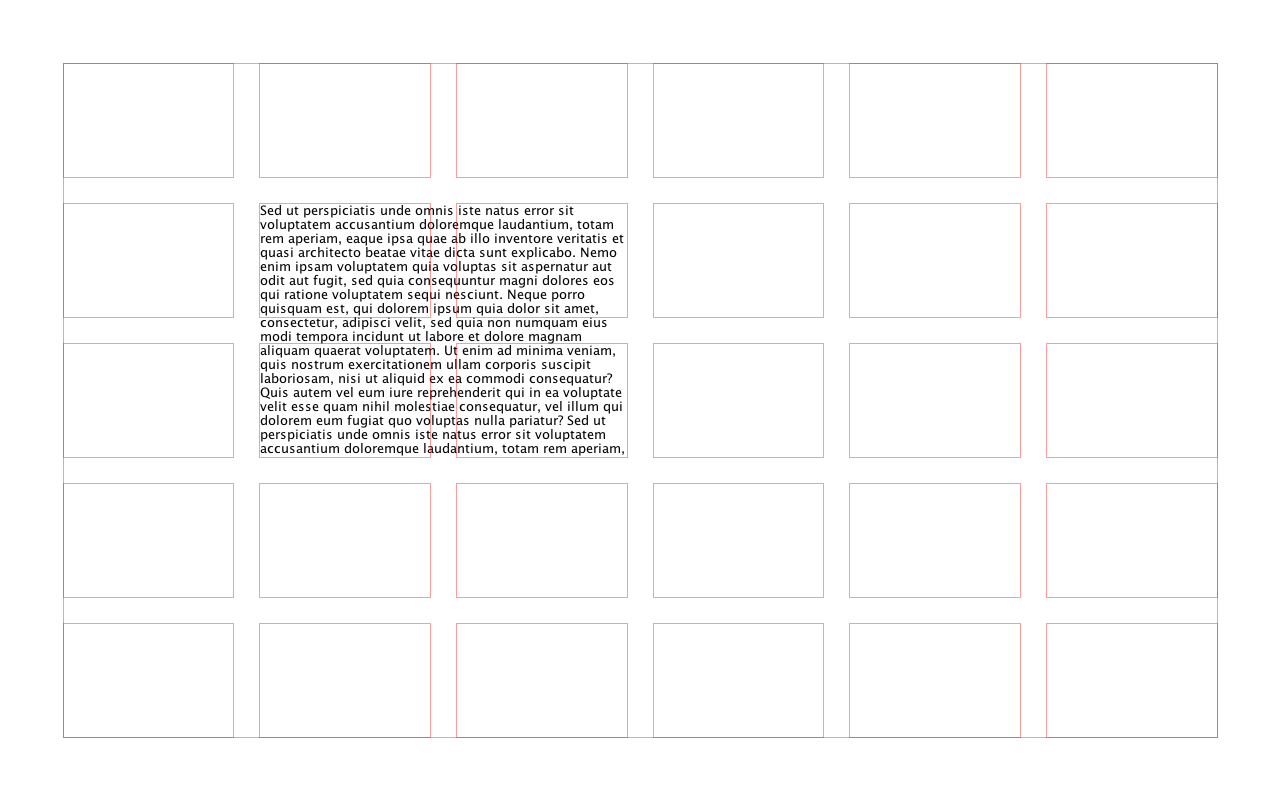 Sed ut perspiciatis unde omnis iste natus error sit
voluptatem accusantium doloremque laudantium, totam
rem aperiam, eaque ipsa quae ab illo inventore veritatis et
quasi architecto beatae vitae dicta sunt explicabo. Nemo
enim ipsam voluptatem quia voluptas sit aspernatur aut
odit aut fugit, sed quia consequuntur magni dolores eos
qui ratione voluptatem sequi nesciunt. Neque porro
quisquam est, qui dolorem ipsum quia dolor sit amet,
consectetur, adipisci velit, sed quia non numquam eius
modi tempora incidunt ut labore et dolore magnam
aliquam quaerat voluptatem. Ut enim ad minima veniam,
quis nostrum exercitationem ullam corporis suscipit
laboriosam, nisi ut aliquid ex ea commodi consequatur?
Quis autem vel eum iure reprehenderit qui in ea voluptate
velit esse quam nihil molestiae consequatur, vel illum qui
dolorem eum fugiat quo voluptas nulla pariatur? Sed ut
perspiciatis unde omnis iste natus error sit voluptatem
accusantium doloremque laudantium, totam rem aperiam,